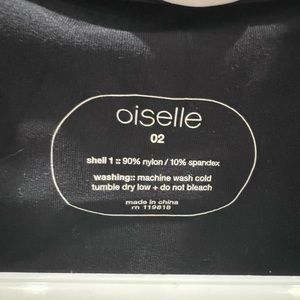 oiselle
02
shell 1 :: 90% nylon / 10% spandex
washing:: machine wash cold
tumble dry low + do not bleach
made in china
rn 119818